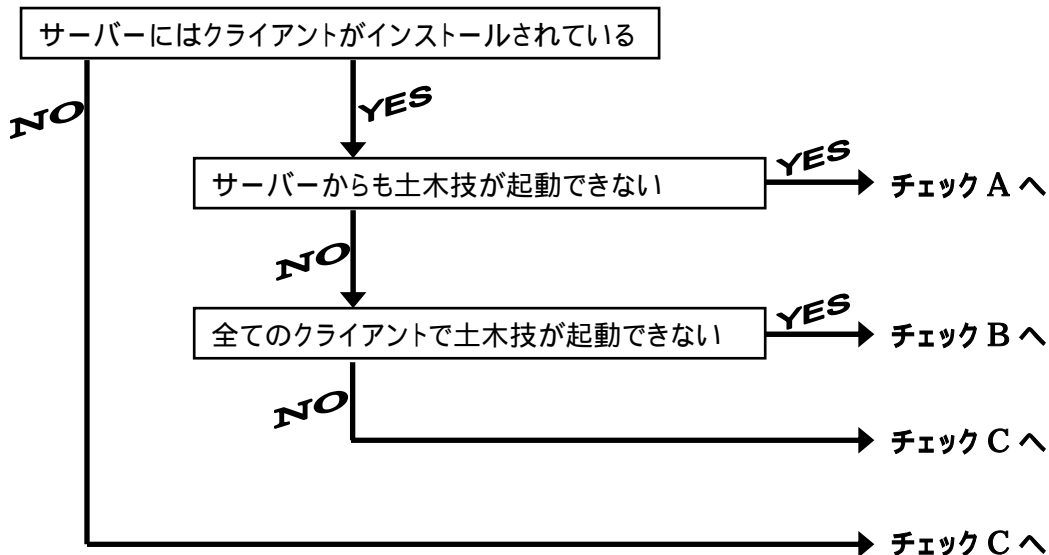 サーバーにはクライアントがインストールされている
NO
YES
サーバーからも土木技が起動できない
YES
チェック A へ
NO
全てのクライアントで土木技が起動できない
YES
チェック B へ
NO
チェック C へ
チェック C へ